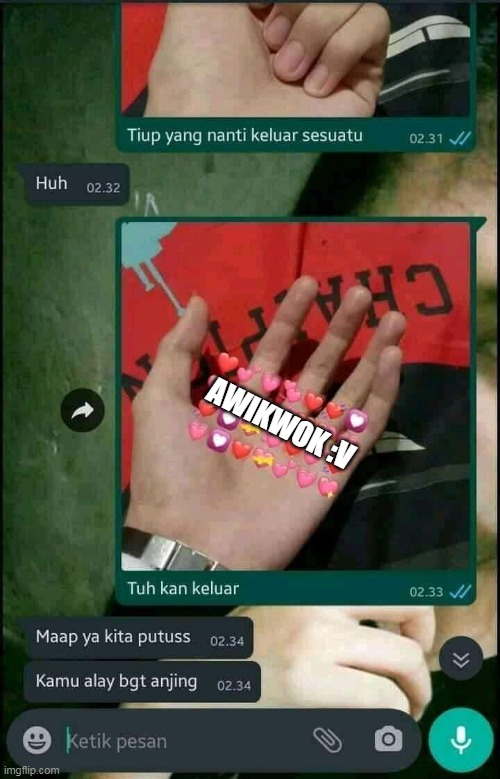 Tiup yang nanti keluar sesuatu 02.31
Huh 02.32
CHAMPION
AWIKWOK :V
Tuh kan keluar 02.33
Maap ya kita putuss 02.34
Kamu alay bgt anjing 02.34
Ketik pesan
imgflip.com